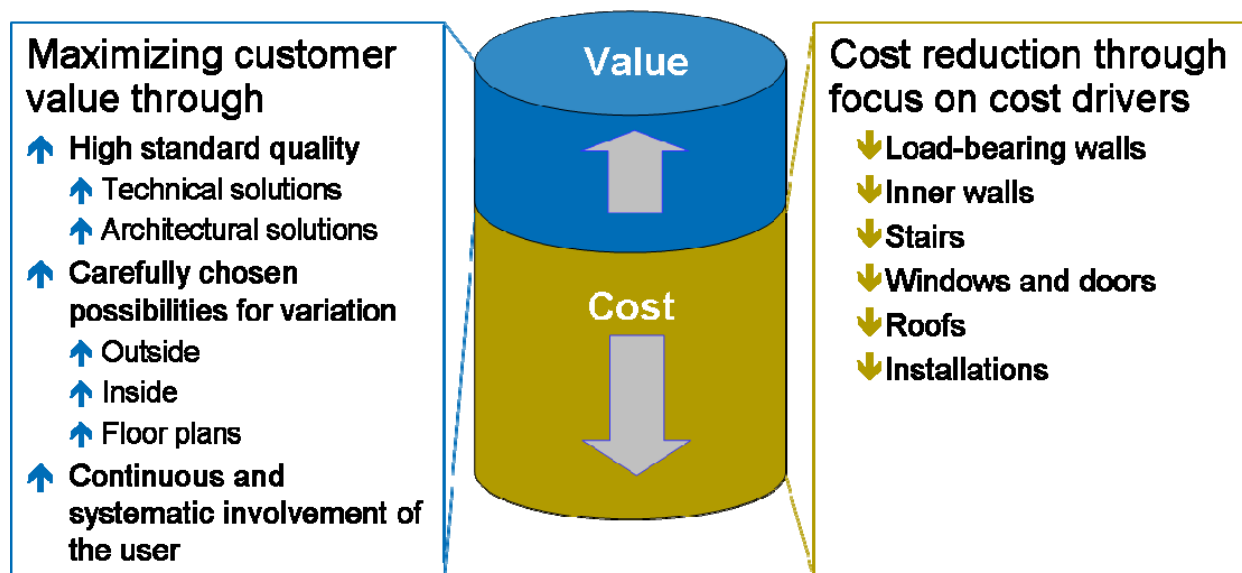 Maximizing customer
value through
High standard quality
Technical solutions
Architectural solutions
Carefully chosen
possibilities for variation
Outside
Inside
Floor plans
Continuous and
systematic involvement of
the user
Value
Cost
Cost reduction through
focus on cost drivers
Load-bearing walls
Inner walls
Stairs
Windows and doors
Roofs
Installations